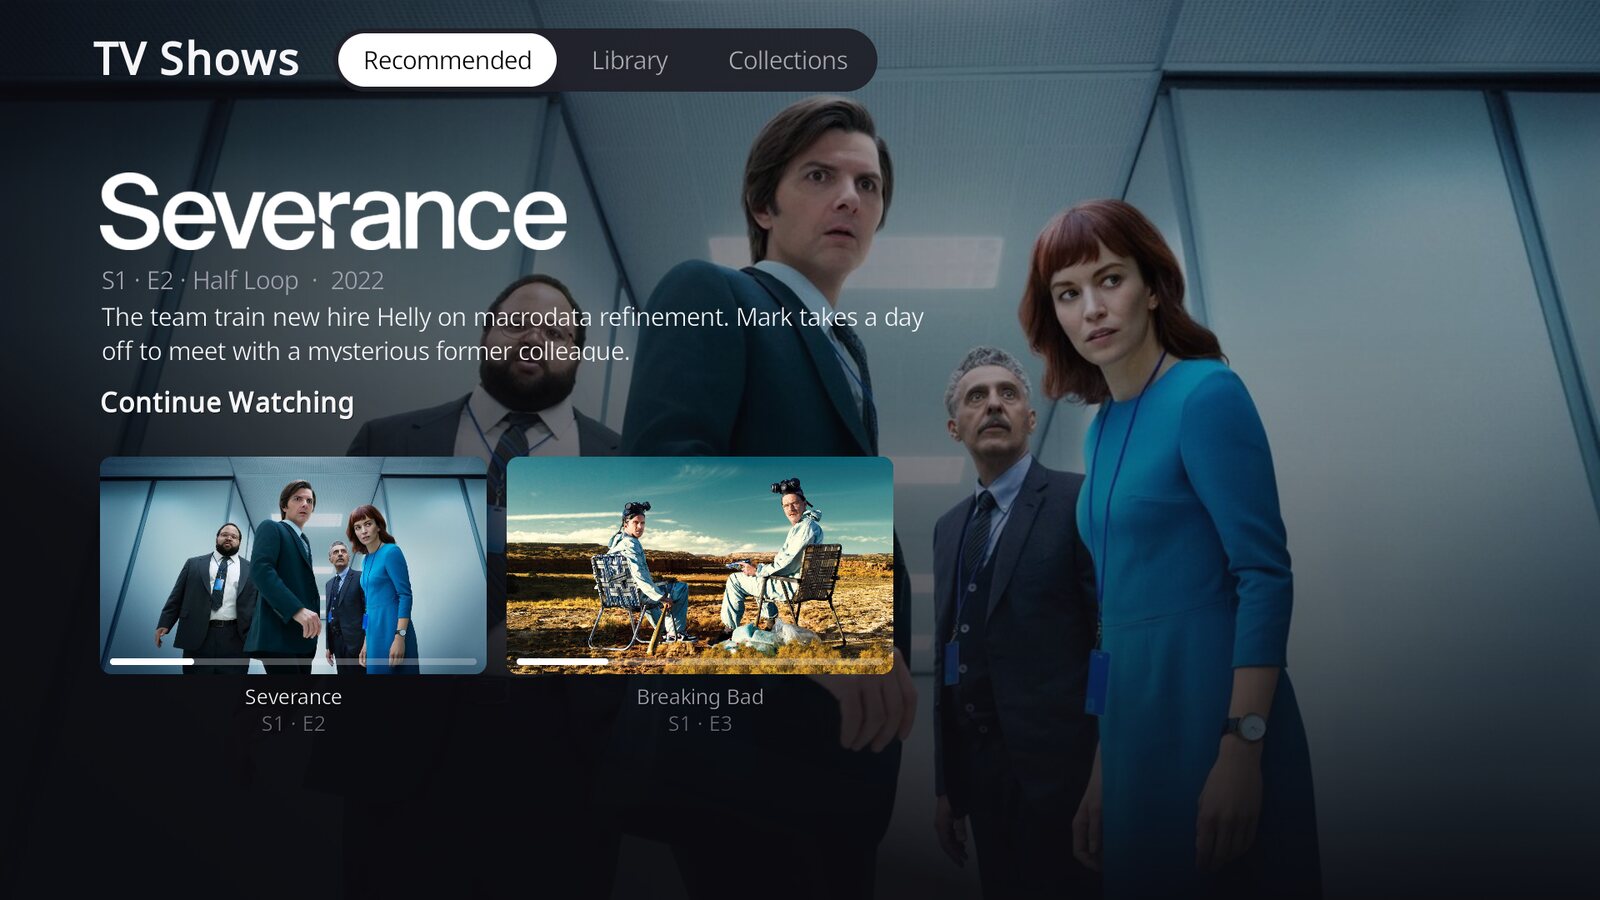 TV Shows
Recommended
Library
Collections
Severance
S1 · E2 · Half Loop · 2022
The team train new hire Helly on macrodata refinement. Mark takes a day
off to meet with a mysterious former colleague.
Continue Watching
Severance
S1 · E2
Breaking Bad
S1 · E3